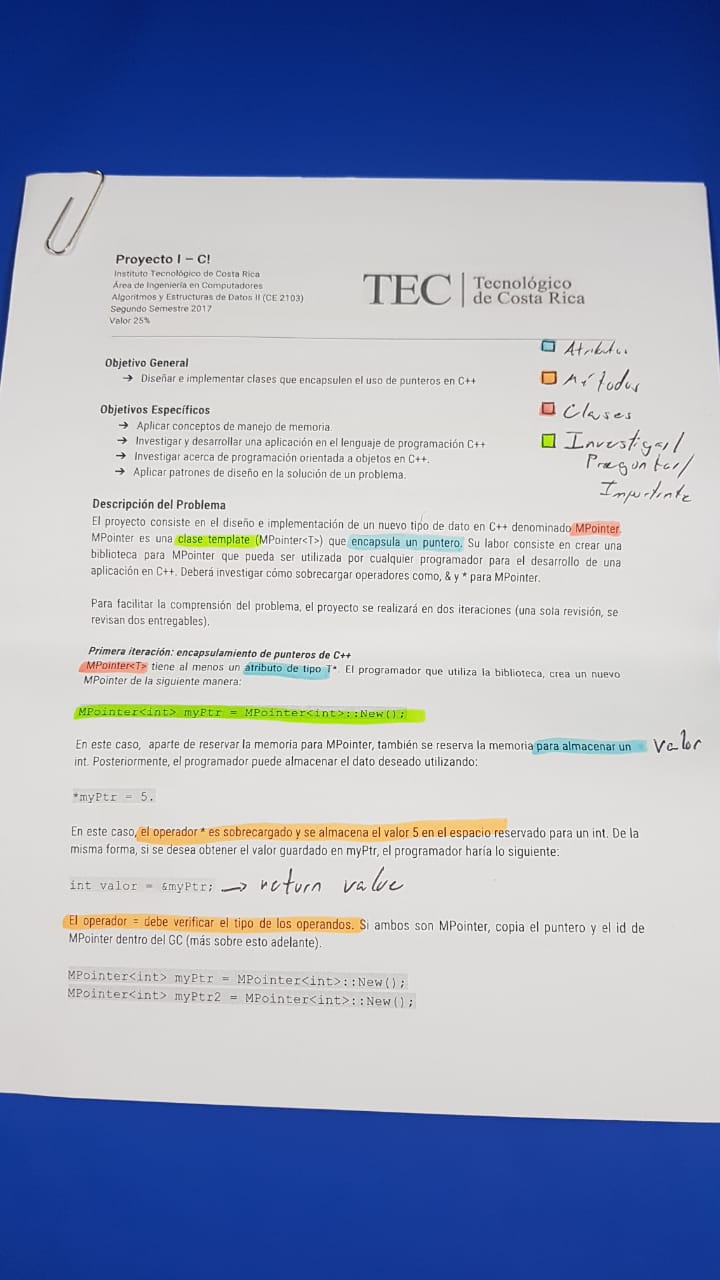 Proyecto I – C!
Instituto Tecnológico de Costa Rica
Área de Ingeniería en Computadores
Algoritmos y Estructuras de Datos II (CE 2103)
Segundo Semestre 2017
Valor 25%
TEC | Tecnológico
de Costa Rica
Atributos
Métodos
Clases
Investigar/
Preguntar/
Importante
Objetivo General
→ Diseñar e implementar clases que encapsulen el uso de punteros en C++
Objetivos Específicos
→ Aplicar conceptos de manejo de memoria.
→ Investigar y desarrollar una aplicación en el lenguaje de programación C++
→ Investigar acerca de programación orientada a objetos en C++.
→ Aplicar patrones de diseño en la solución de un problema.
Descripción del Problema
El proyecto consiste en el diseño e implementación de un nuevo tipo de dato en C++ denominado MPointer.
MPointer es una clase template (MPointer<T>) que encapsula un puntero. Su labor consiste en crear una
biblioteca para MPointer que pueda ser utilizada por cualquier programador para el desarrollo de una
aplicación en C++. Deberá investigar cómo sobrecargar operadores como, & y * para MPointer.
Para facilitar la comprensión del problema, el proyecto se realizará en dos iteraciones (una sola revisión, se
revisan dos entregables).
Primera iteración: encapsulamiento de punteros de C++
MPointer<T> tiene al menos un atributo de tipo T*. El programador que utiliza la biblioteca, crea un nuevo
MPointer de la siguiente manera:
MPointer<int> myPtr = MPointer<int>::New();
En este caso, aparte de reservar la memoria para MPointer, también se reserva la memoria para almacenar un valor
int. Posteriormente, el programador puede almacenar el dato deseado utilizando:
*myPtr = 5.
En este caso, el operador * es sobrecargado y se almacena el valor 5 en el espacio reservado para un int. De la
misma forma, si se desea obtener el valor guardado en myPtr, el programador haría lo siguiente:
int valor = &myPtr; → return value
El operador = debe verificar el tipo de los operandos. Si ambos son MPointer, copia el puntero y el id de
MPointer dentro del GC (más sobre esto adelante).
MPointer<int> myPtr = MPointer<int>::New();
MPointer<int> myPtr2 = MPointer<int>::New();